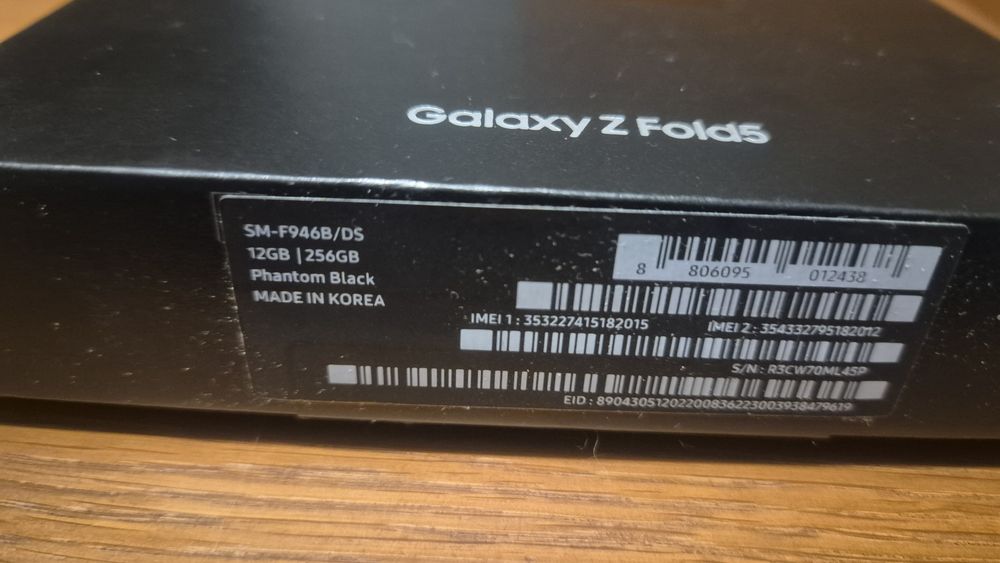 Galaxy Z Fold5
SM-F946B/DS
12GB | 256GB
Phantom Black
MADE IN KOREA
8 806095 012438
IMEI 1 : 353227415182015 IMEI 2 : 354332795182012
S/N : R3CW70ML45P
EID : 89043051202200836223003938479619